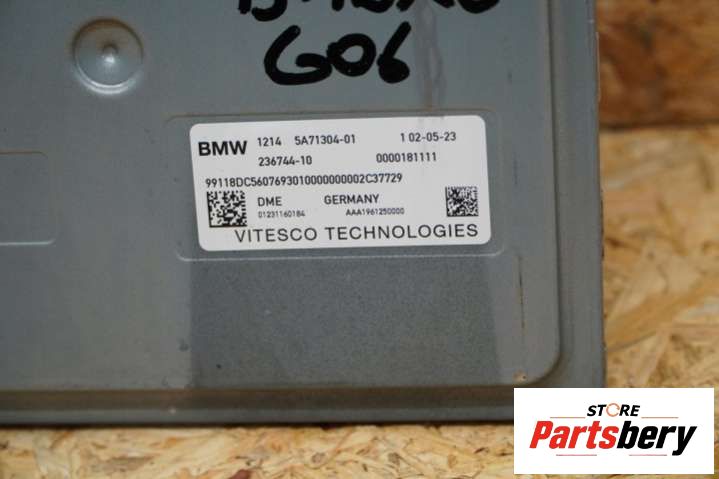 G06
BMW 1214 5A71304-01 1 02-05-23
236744-10 0000181111
99118DC5607693010000000002C37729
DME GERMANY
01231160184 AAA1961250000
VITESCO TECHNOLOGIES
STORE
Partsbery